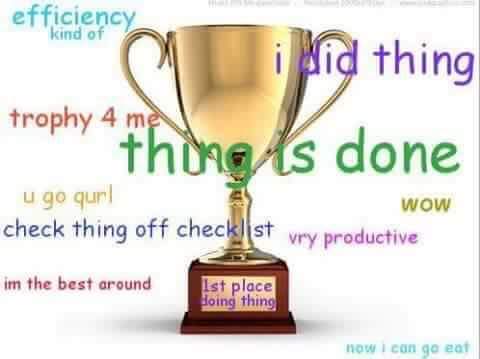 efficiency
kind of
i did thing
trophy 4 me
thing is done
u go qurl
wow
check thing off checklist
vry productive
im the best around
1st place
doing thing
now i can go eat